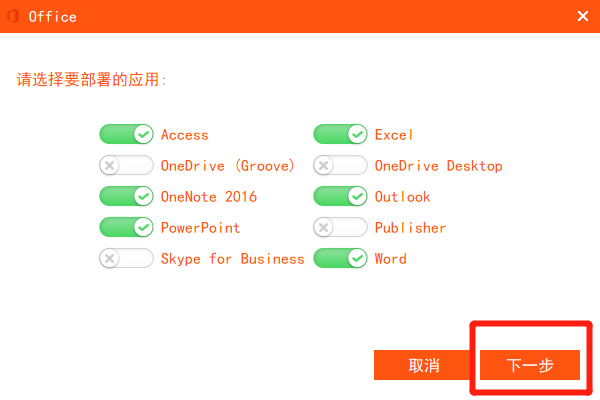 Office
请选择要部署的应用:
Access Excel
OneDrive (Groove) OneDrive Desktop
OneNote 2016 Outlook
PowerPoint Publisher
Skype for Business Word
取消 下一步